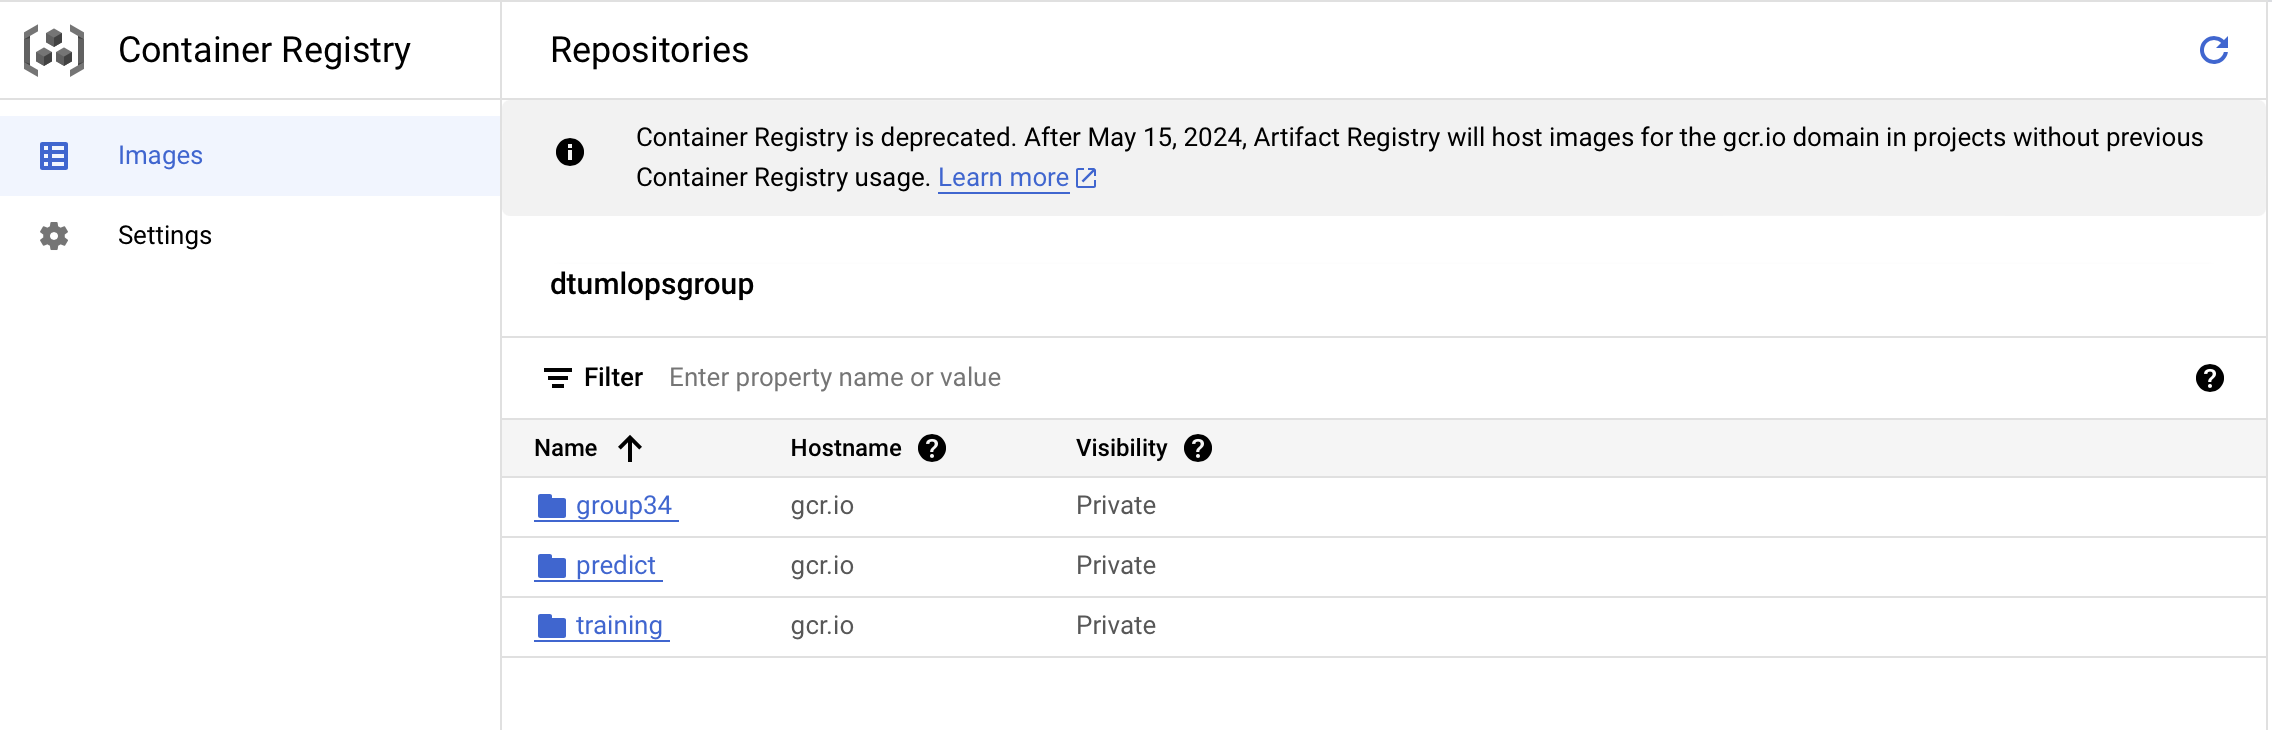 Container Registry
Repositories
Images
Settings
Container Registry is deprecated. After May 15, 2024, Artifact Registry will host images for the gcr.io domain in projects without previous
Container Registry usage. Learn more
dtumlopsgroup
Filter Enter property name or value
Name Hostname Visibility
group34 gcr.io Private
predict gcr.io Private
training gcr.io Private